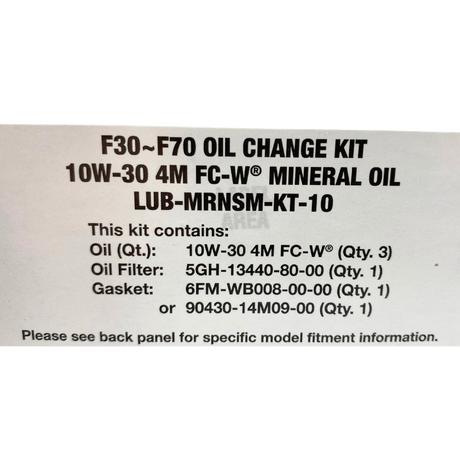 F30~F70 OIL CHANGE KIT
10W-30 4M FC-W® MINERAL OIL
LUB-MRNSM-KT-10
LABEL
AREA
This kit contains:
Oil (Qt.): 10W-30 4M FC-W® (Qty. 3)
Oil Filter: 5GH-13440-80-00 (Qty. 1)
Gasket: 6FM-WB008-00-00 (Qty. 1)
or 90430-14M09-00 (Qty. 1)
Please see back panel for specific model fitment information.